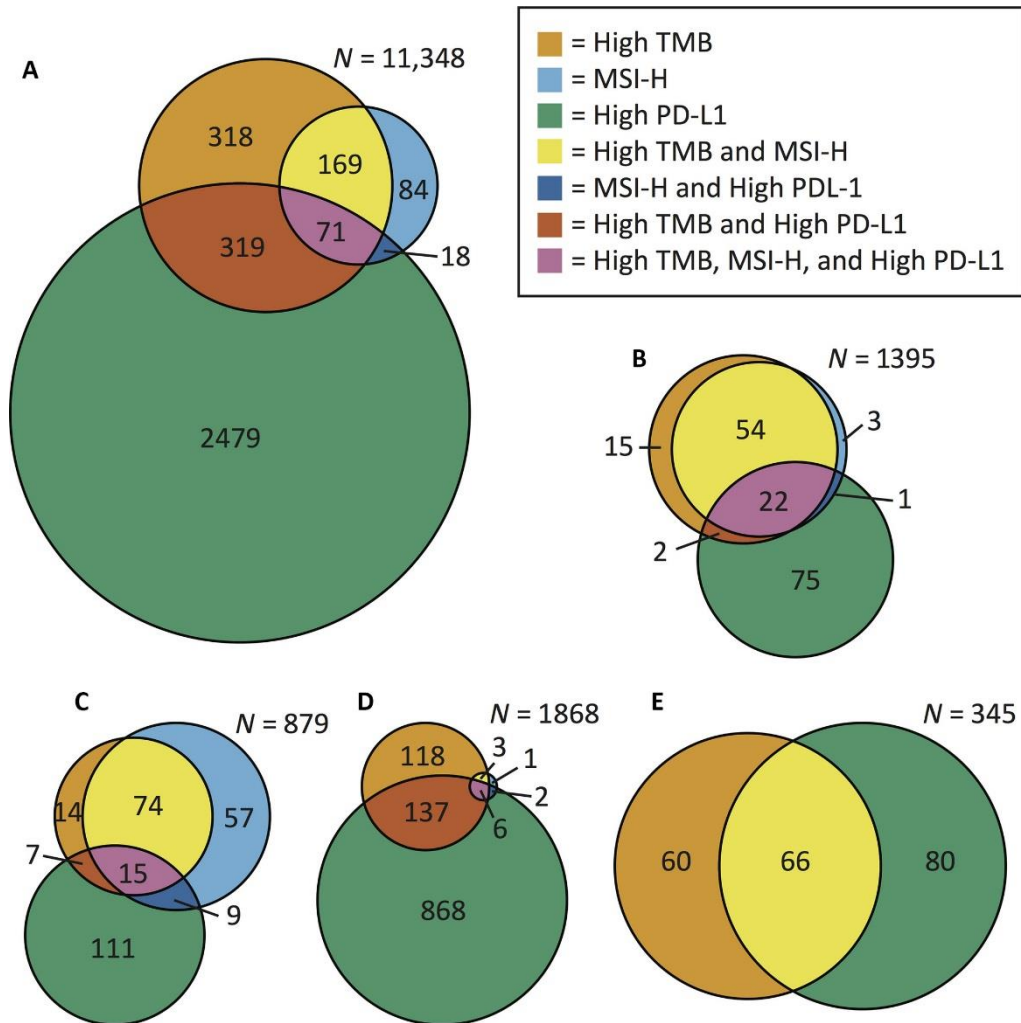 A
N = 11,348
318
169
84
71
319
18
2479
= High TMB
= MSI-H
= High PD-L1
= High TMB and MSI-H
= MSI-H and High PDL-1
= High TMB and High PD-L1
= High TMB, MSI-H, and High PD-L1
B
N = 1395
54
3
15
22
1
2
75
C
N = 879
14
74
57
7
15
9
111
D
N = 1868
118
3
1
2
137
6
868
E
N = 345
60
66
80